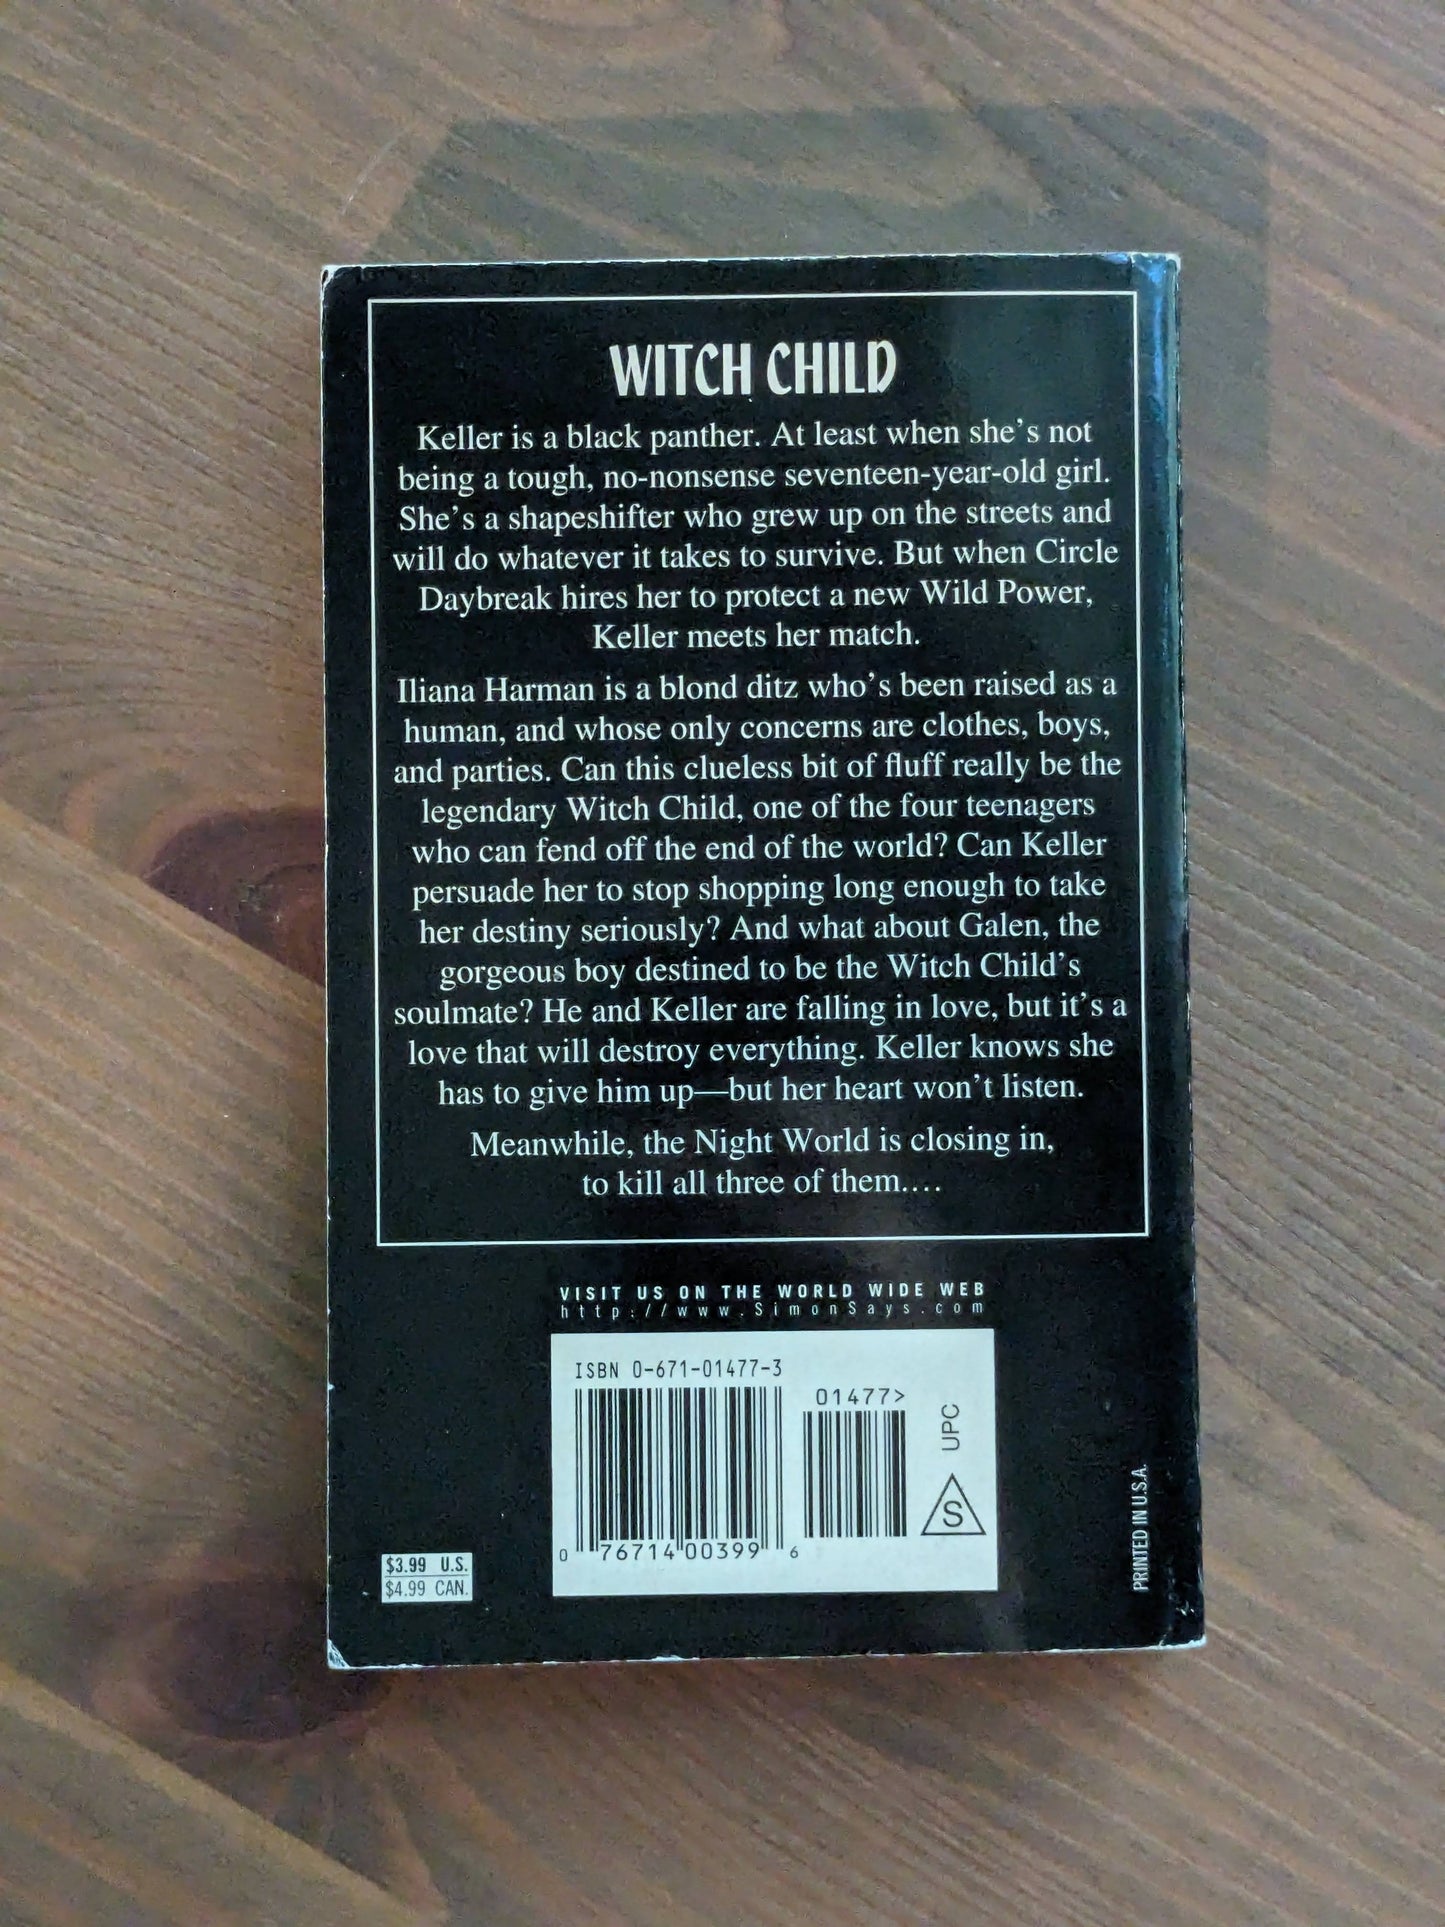 WITCH CHILD
Keller is a black panther. At least when she's not
being a tough, no-nonsense seventeen-year-old girl.
She's a shapeshifter who grew up on the streets and
will do whatever it takes to survive. But when Circle
Daybreak hires her to protect a new Wild Power,
Keller meets her match.
Iliana Harman is a blond ditz who's been raised as a
human, and whose only concerns are clothes, boys,
and parties. Can this clueless bit of fluff really be the
legendary Witch Child, one of the four teenagers
who can fend off the end of the world? Can Keller
persuade her to stop shopping long enough to take
her destiny seriously? And what about Galen, the
gorgeous boy destined to be the Witch Child's
soulmate? He and Keller are falling in love, but it's a
love that will destroy everything. Keller knows she
has to give him up—but her heart won't listen.
Meanwhile, the Night World is closing in,
to kill all three of them....
VISIT US ON THE WORLD WIDE WEB
http://www.SimonSays.com
ISBN 0-671-01477-3
01477>
UPC
S
0 76714 00399 6
$3.99 U.S.
$4.99 CAN.
PRINTED IN U.S.A.